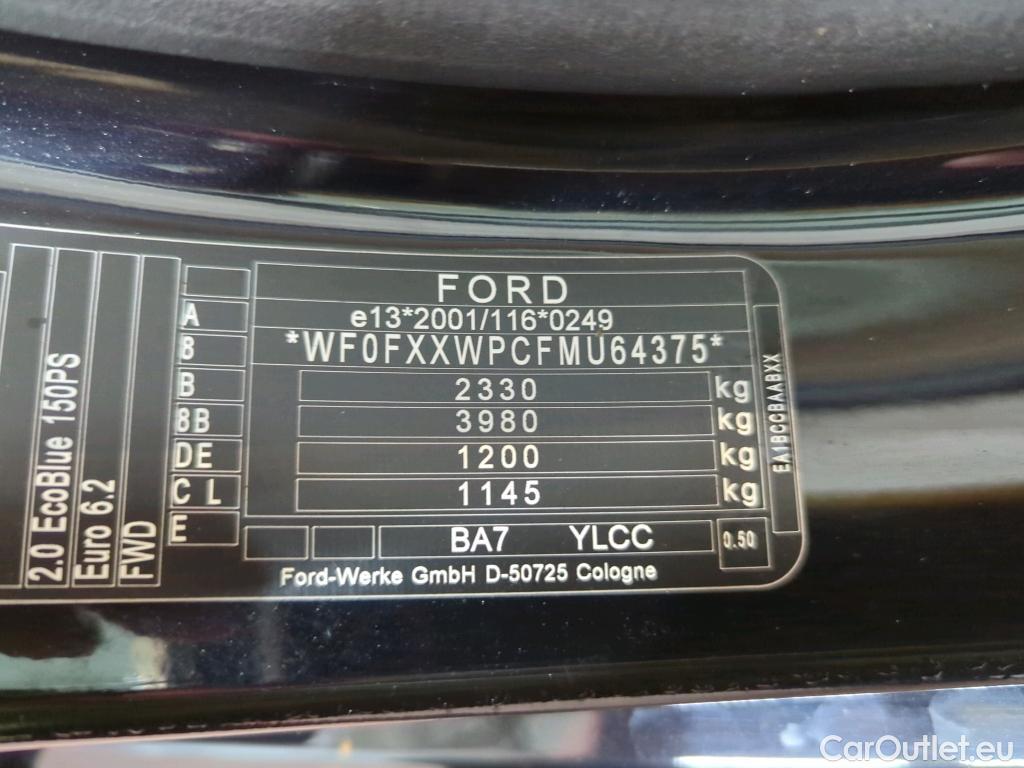 FORD
e13*2001/116*0249
*WF0FXXWPCFMU64375*
2330 kg
3980 kg
1200 kg
1145 kg
BA7 YLCC 0.50
Ford-Werke GmbH D-50725 Cologne
A
8
B
8B
DE
C L
E
2.0 EcoBlue 150PS
Euro 6.2
FWD
EA1BCCBAABXX
CarOutlet.eu